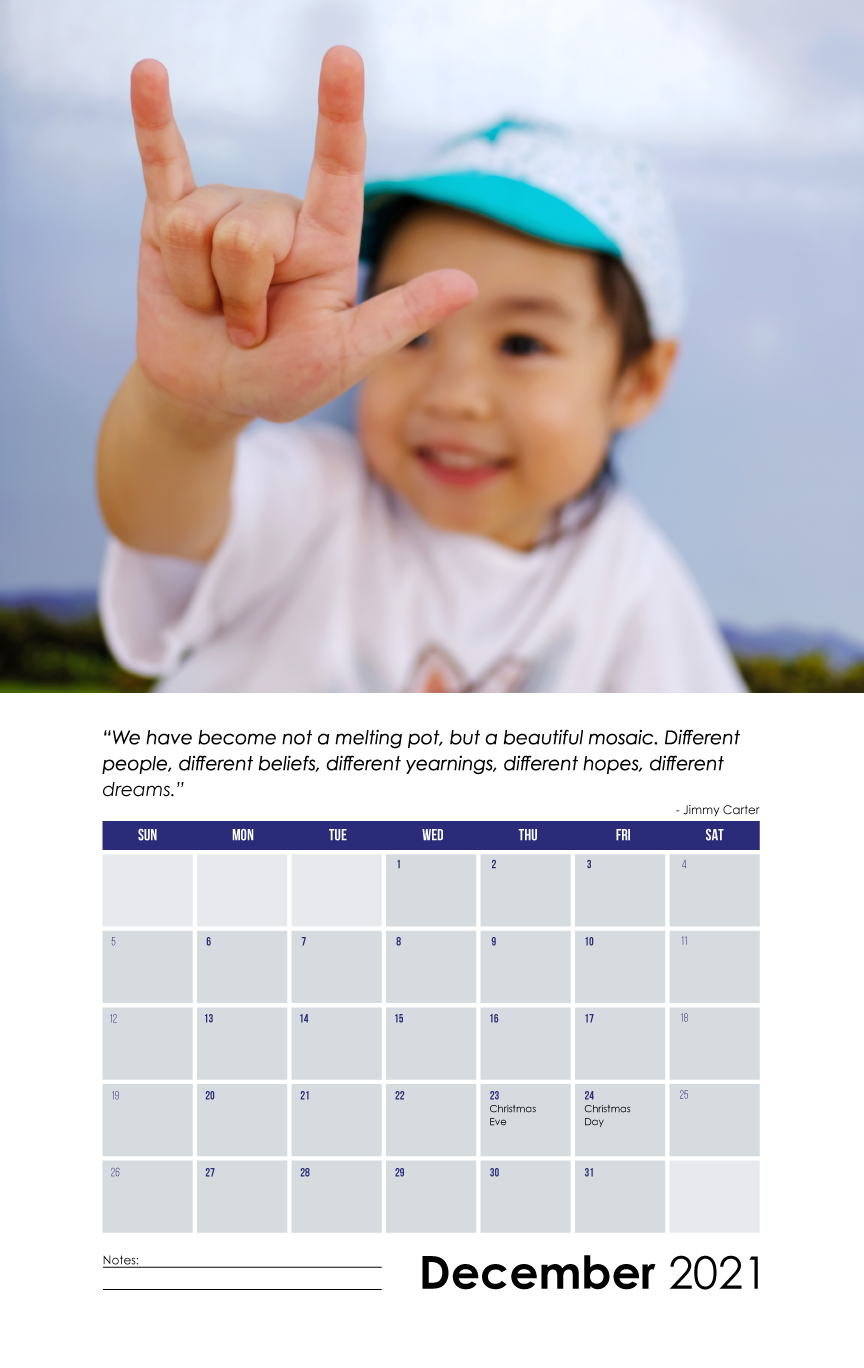 “We have become not a melting pot, but a beautiful mosaic. Different
people, different beliefs, different yearnings, different hopes, different
dreams.”
- Jimmy Carter
SUN MON TUE WED THU FRI SAT
1 2 3 4
5 6 7 8 9 10 11
12 13 14 15 16 17 18
19 20 21 22 23 24 25
Christmas Christmas
Eve Day
26 27 28 29 30 31
Notes:
December 2021